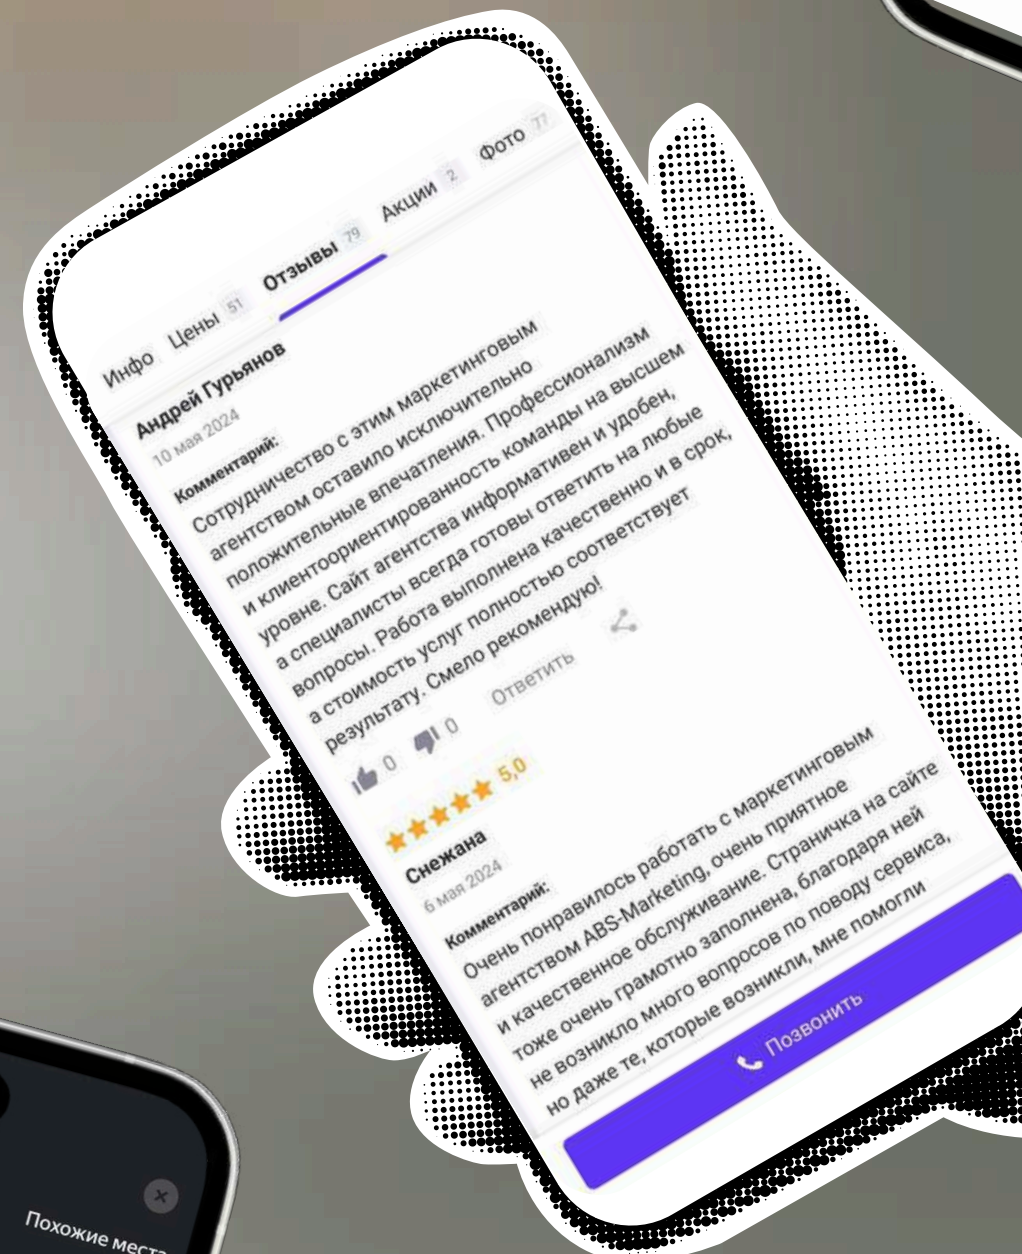 Инфо Цены 51 Отзывы 79 Акции 2 Фото 77
Андрей Гурьянов
10 мая 2024
Комментарий:
Сотрудничество с этим маркетинговым
агентством оставило исключительно
положительные впечатления. Профессионализм
и клиентоориентированность команды на высшем
уровне. Сайт агентства информативен и удобен,
а специалисты всегда готовы ответить на любые
вопросы. Работа выполнена качественно и в срок,
а стоимость услуг полностью соответствует
результату. Смело рекомендую!
0 0 Ответить
5,0
Снежана
6 мая 2024
Комментарий:
Очень понравилось работать с маркетинговым
агентством ABS-Marketing, очень приятное
и качественное обслуживание. Страничка на сайте
тоже очень грамотно заполнена, благодаря ней
не возникло много вопросов по поводу сервиса,
но даже те, которые возникли, мне помогли
Позвонить
Похожие места